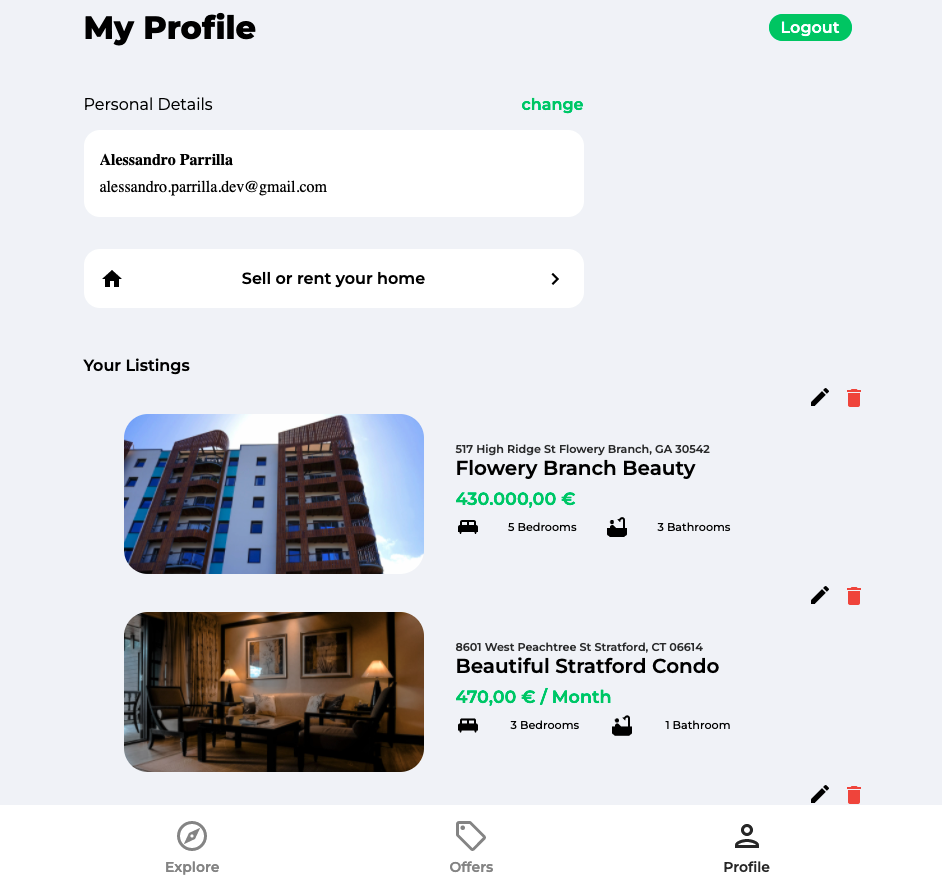 My Profile
Logout
Personal Details
change
Alessandro Parrilla
alessandro.parrilla.dev@gmail.com
Sell or rent your home
Your Listings
517 High Ridge St Flowery Branch, GA 30542
Flowery Branch Beauty
430.000,00 €
5 Bedrooms 3 Bathrooms
8601 West Peachtree St Stratford, CT 06614
Beautiful Stratford Condo
470,00 € / Month
3 Bedrooms 1 Bathroom
Explore Offers Profile